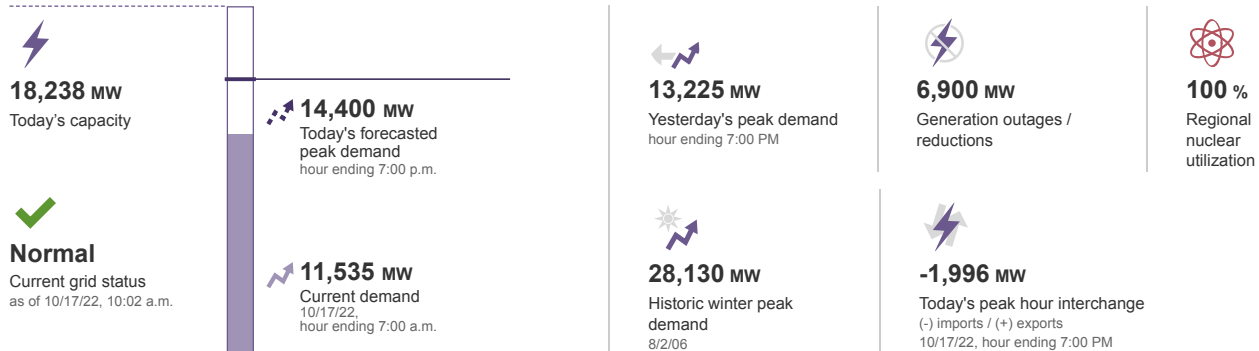 18,238 MW
Today's capacity
Normal
Current grid status
as of 10/17/22, 10:02 a.m.
14,400 MW
Today's forecasted
peak demand
hour ending 7:00 p.m.
11,535 MW
Current demand
10/17/22,
hour ending 7:00 a.m.
13,225 MW
Yesterday's peak demand
hour ending 7:00 PM
6,900 MW
Generation outages /
reductions
100 %
Regional
nuclear
utilization
28,130 MW
Historic winter peak
demand
8/2/06
-1,996 MW
Today's peak hour interchange
(-) imports / (+) exports
10/17/22, hour ending 7:00 PM